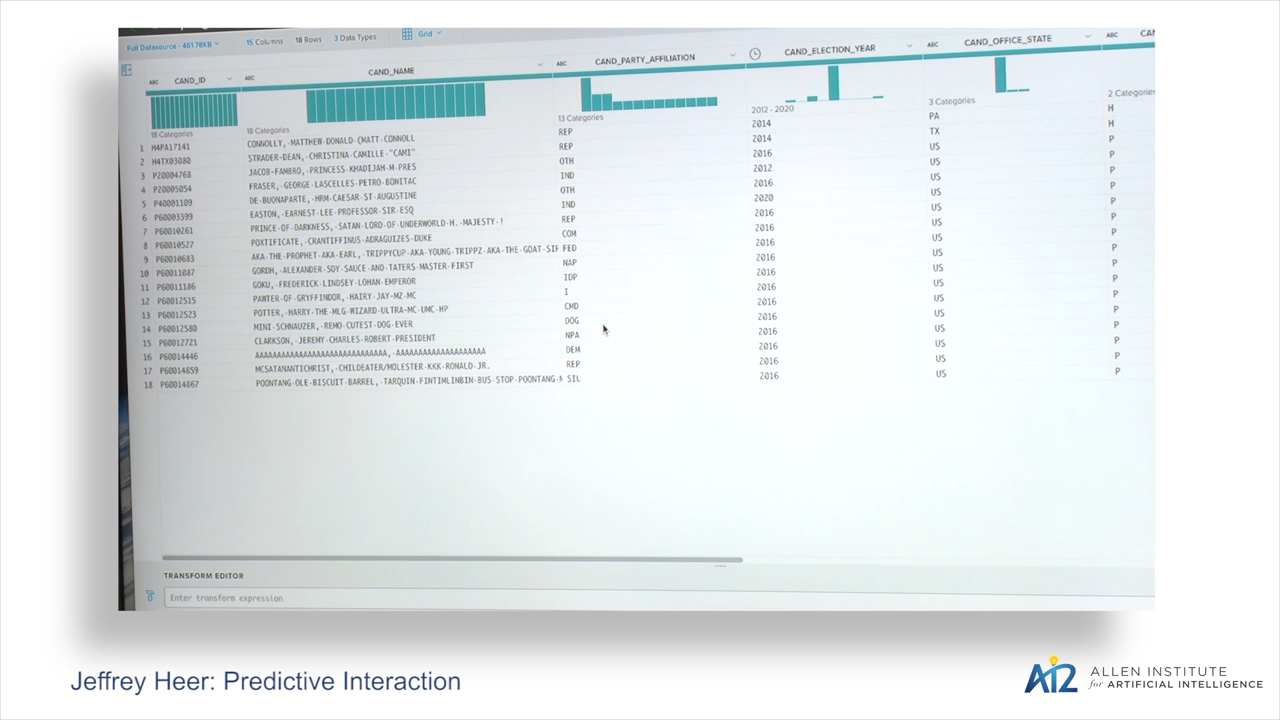 Full Datasource - 461.78KB 15 Columns 18 Rows 3 Data Types Grid
ABC CAND_ID ABC CAND_NAME ABC CAND_PARTY_AFFILIATION CAND_ELECTION_YEAR ABC CAND_OFFICE_STATE ABC
18 Categories 18 Categories 13 Categories 2012 - 2020 3 Categories 2 Categories
1 H4PA17141 CONNOLLY,·MATTHEW·DONALD·(MATT·CONNOLL REP 2014 PA H
2 H4TX03080 STRADER-DEAN,·CHRISTINA·CAMILLE·"CAMI" REP 2014 TX H
3 P20004768 JACOB-FAMBRO,·PRINCESS·KHADIJAH·M·PRES OTH 2016 US P
4 P20005054 FRASER,·GEORGE·LASCELLES·PETRO·BONITAC IND 2012 US P
5 P40001109 DE·BUONAPARTE,·HRM·CAESAR·ST·AUGUSTINE OTH 2016 US P
6 P60003399 EASTON,·EARNEST·LEE·PROFESSOR·SIR·ESQ IND 2020 US P
7 P60010261 PRINCE·OF·DARKNESS,·SATAN·LORD·OF·UNDERWORLD·H.·MAJESTY·! REP 2016 US P
8 P60010527 POXTIFICATE,·CRANTIFFINUS·ADRAGUIZES·DUKE COM 2016 US P
9 P60010683 AKA·THE·PROPHET·AKA·EARL,·TRIPPYCUP·AKA·YOUNG·TRIPPZ·AKA·THE·GOAT·SIR FED 2016 US P
10 P60011087 GORDH,·ALEXANDER·SOY·SAUCE·AND·TATERS·MASTER·FIRST NAP 2016 US P
11 P60011186 GOKU,·FREDERICK·LINDSEY·LOHAN·EMPEROR IDP 2016 US P
12 P60012515 PAWTER·OF·GRYFFINDOR,·HAIRY·JAY-MZ·MC I 2016 US P
13 P60012523 POTTER,·HARRY·THE·MLG·WIZARD·ULTRA-MC·UMC·HP CMD 2016 US P
14 P60012580 MINI·SCHNAUZER,·REMO·CUTEST·DOG·EVER DOG 2016 US P
15 P60012721 CLARKSON,·JEREMY·CHARLES·ROBERT·PRESIDENT NPA 2016 US P
16 P60014446 DEM 2016 US P
17 P60014859 MCSATANANTICHRIST,·CHILDEATER/MOLESTER·KKK·RONALD·JR. REP 2016 US P
18 P60014867 POONTANG·OLE·BISCUIT·BARREL,·TARQUIN·FINTIMLINBIN·BUS·STOP·POONTANG SIL 2016 US P
TRANSFORM EDITOR
Enter transform expression
Jeffrey Heer: Predictive Interaction
AI2 ALLEN INSTITUTE
for ARTIFICIAL INTELLIGENCE